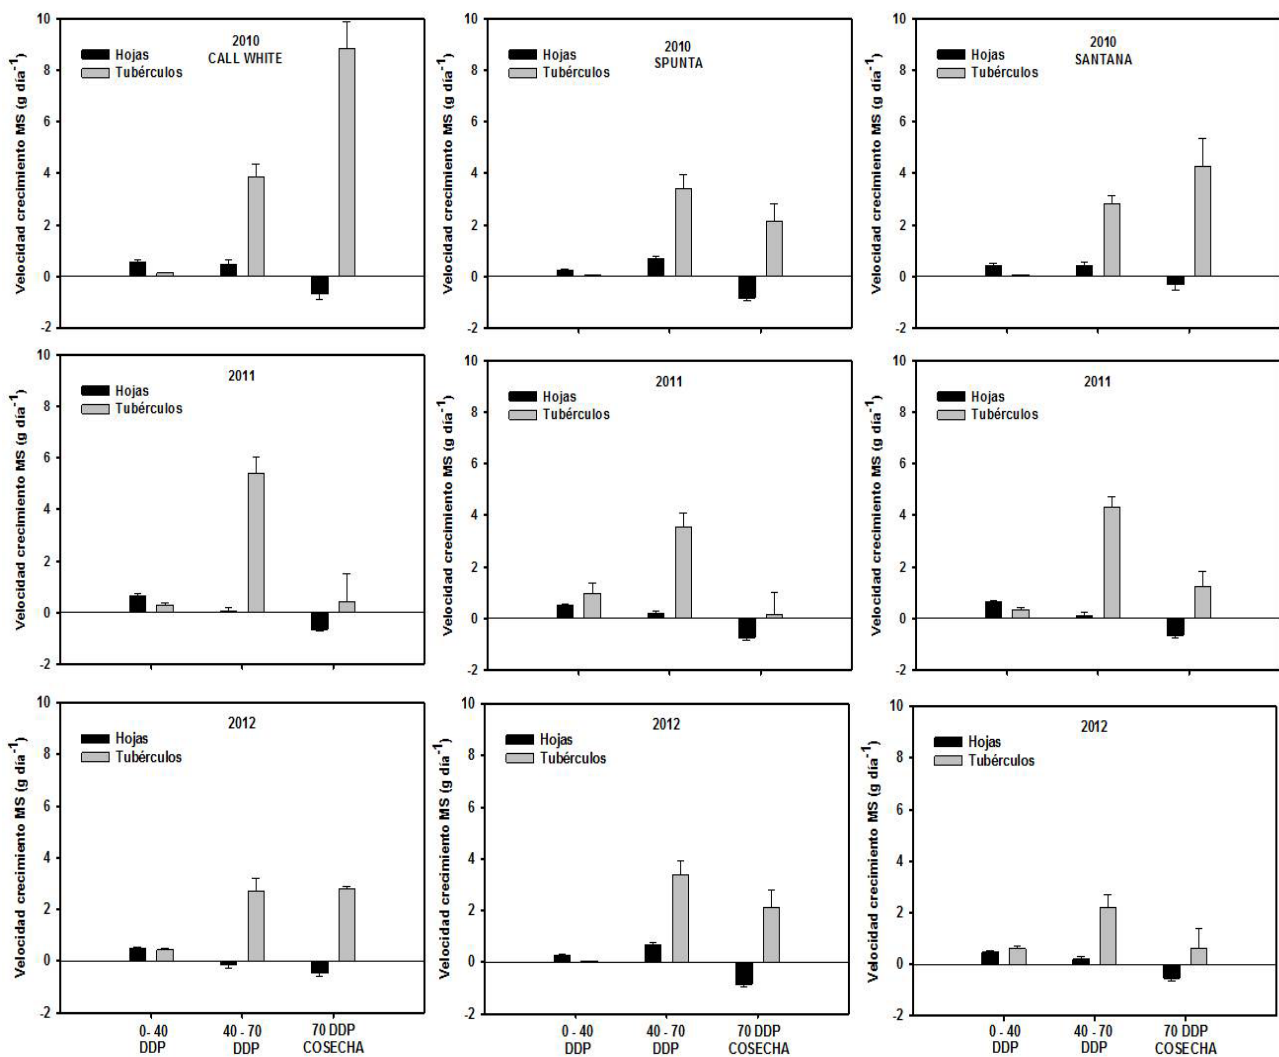 Velocidad crecimiento MS (g día-1)
10
8
6
4
2
0
-2
2010
CALL WHITE
Hojas
Tubérculos
Velocidad crecimiento MS (g día-1)
10
8
6
4
2
0
-2
2010
SPUNTA
Hojas
Tubérculos
Velocidad crecimiento MS (g día-1)
10
8
6
4
2
0
-2
2010
SANTANA
Hojas
Tubérculos
Velocidad crecimiento MS (g día-1)
10
8
6
4
2
0
-2
2011
Hojas
Tubérculos
Velocidad crecimiento MS (g día-1)
10
8
6
4
2
0
-2
2011
Hojas
Tubérculos
Velocidad crecimiento MS (g día-1)
10
8
6
4
2
0
-2
2011
Hojas
Tubérculos
Velocidad crecimiento MS (g día-1)
10
8
6
4
2
0
-2
2012
Hojas
Tubérculos
0 - 40 40 - 70 70 DDP
DDP DDP COSECHA
Velocidad crecimiento MS (g día-1)
10
8
6
4
2
0
-2
2012
Hojas
Tubérculos
0 - 40 40 - 70 70 DDP
DDP DDP COSECHA
Velocidad crecimiento MS (g día-1)
10
8
6
4
2
0
-2
2012
Hojas
Tubérculos
0 - 40 40 - 70 70 DDP
DDP DDP COSECHA